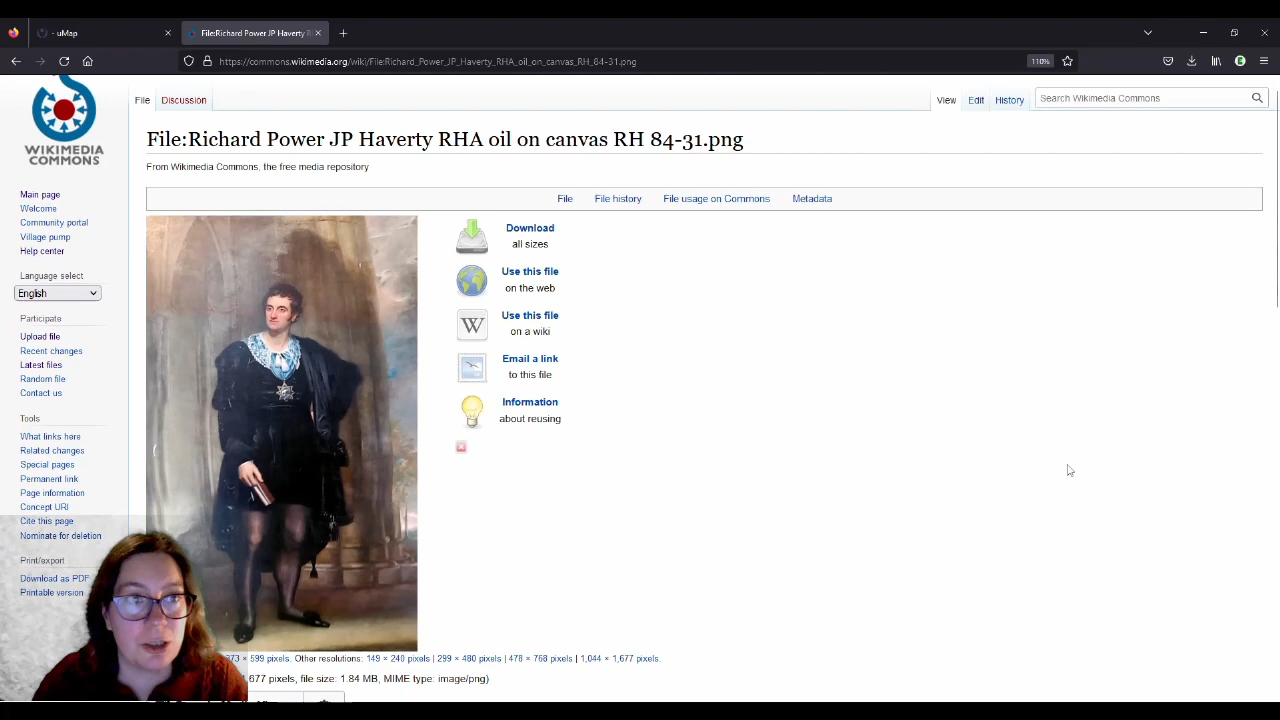 - uMap
File:Richard Power JP Haverty R
https://commons.wikimedia.org/wiki/File:Richard_Power_JP_Haverty_RHA_oil_on_canvas_RH_84-31.png
110%
WIKIMEDIA
COMMONS
File
Discussion
View
Edit
History
Search Wikimedia Commons
File:Richard Power JP Haverty RHA oil on canvas RH 84-31.png
From Wikimedia Commons, the free media repository
File
File history
File usage on Commons
Metadata
Main page
Welcome
Community portal
Village pump
Help center
Language select
English
Participate
Upload file
Recent changes
Latest files
Random file
Contact us
Tools
What links here
Related changes
Special pages
Permanent link
Page information
Concept URI
Cite this page
Nominate for deletion
Print/export
Download as PDF
Printable version
Download
all sizes
Use this file
on the web
Use this file
W
on a wiki
Email a link
to this file
Information
about reusing
373 × 599 pixels. Other resolutions: 149 × 240 pixels | 299 × 480 pixels | 478 × 768 pixels | 1,044 × 1,677 pixels.
677 pixels, file size: 1.84 MB, MIME type: image/png)